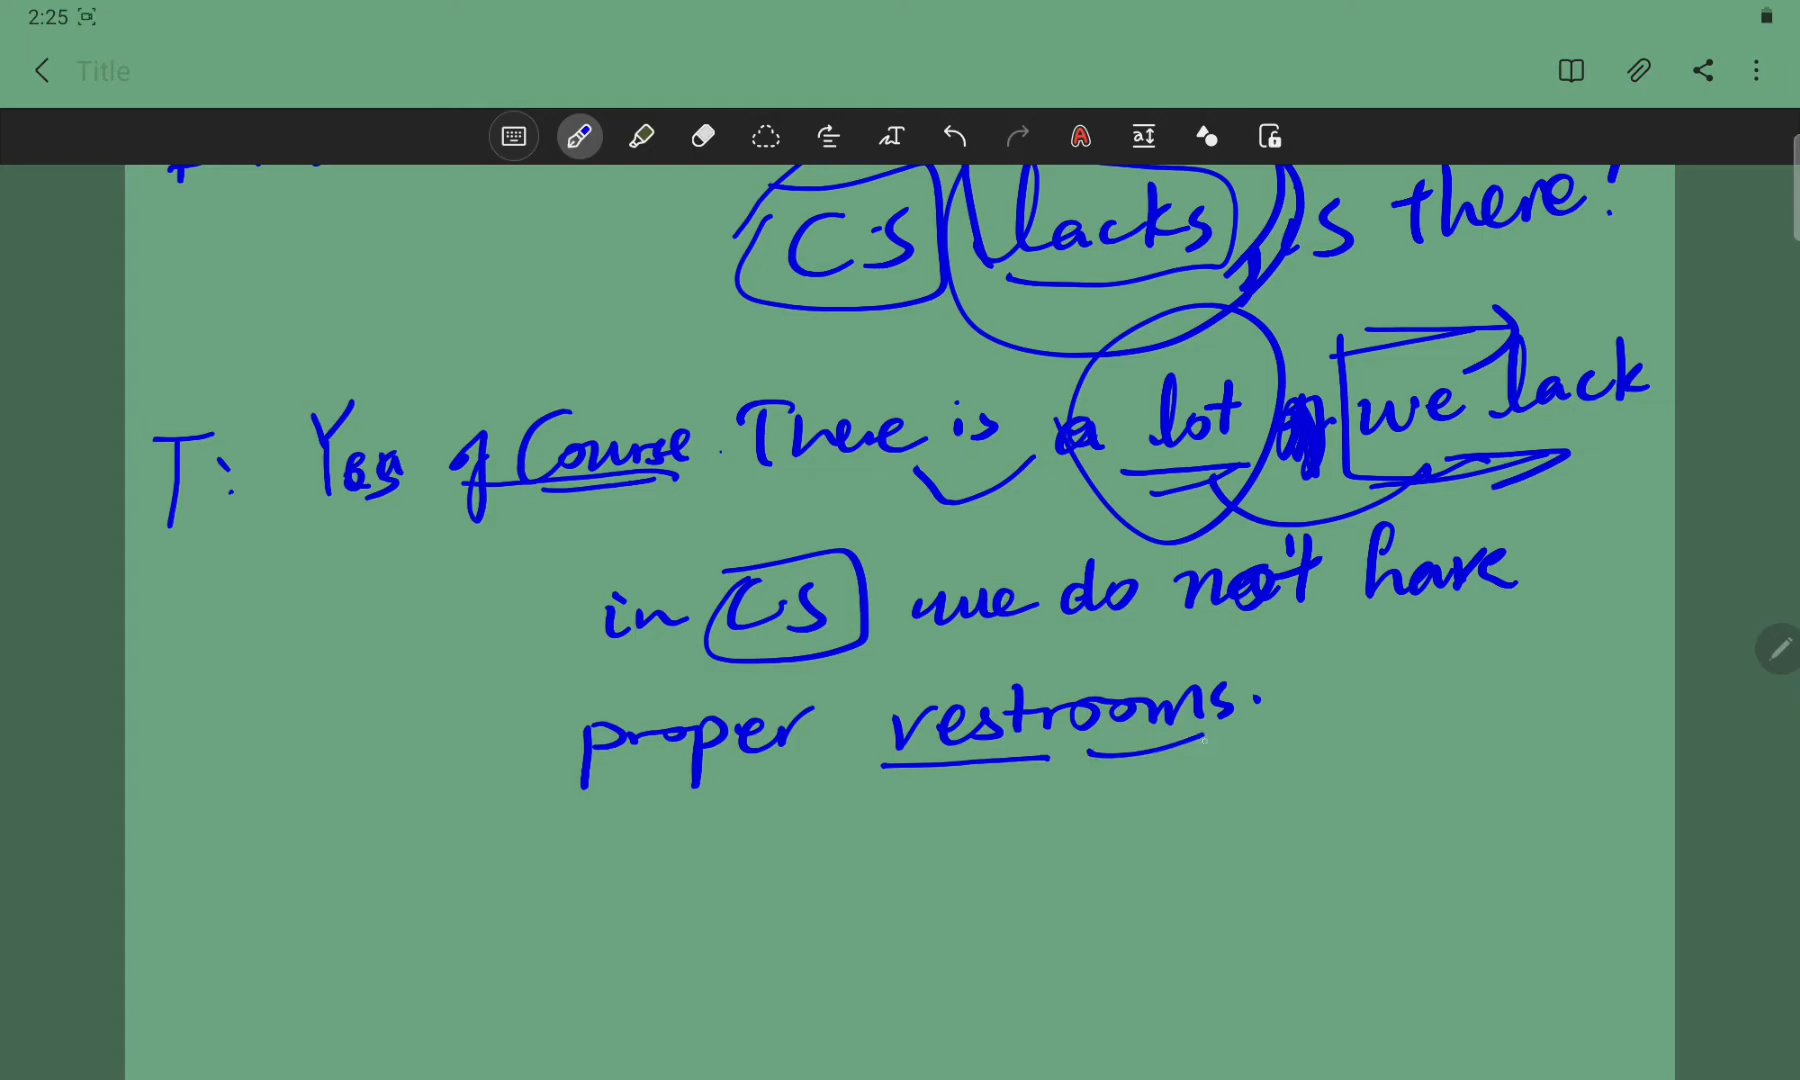 2:25
Title
CS lacks, is there?
T: Yes of Course. There is a lot we lack
in CS we do not have
proper restrooms.